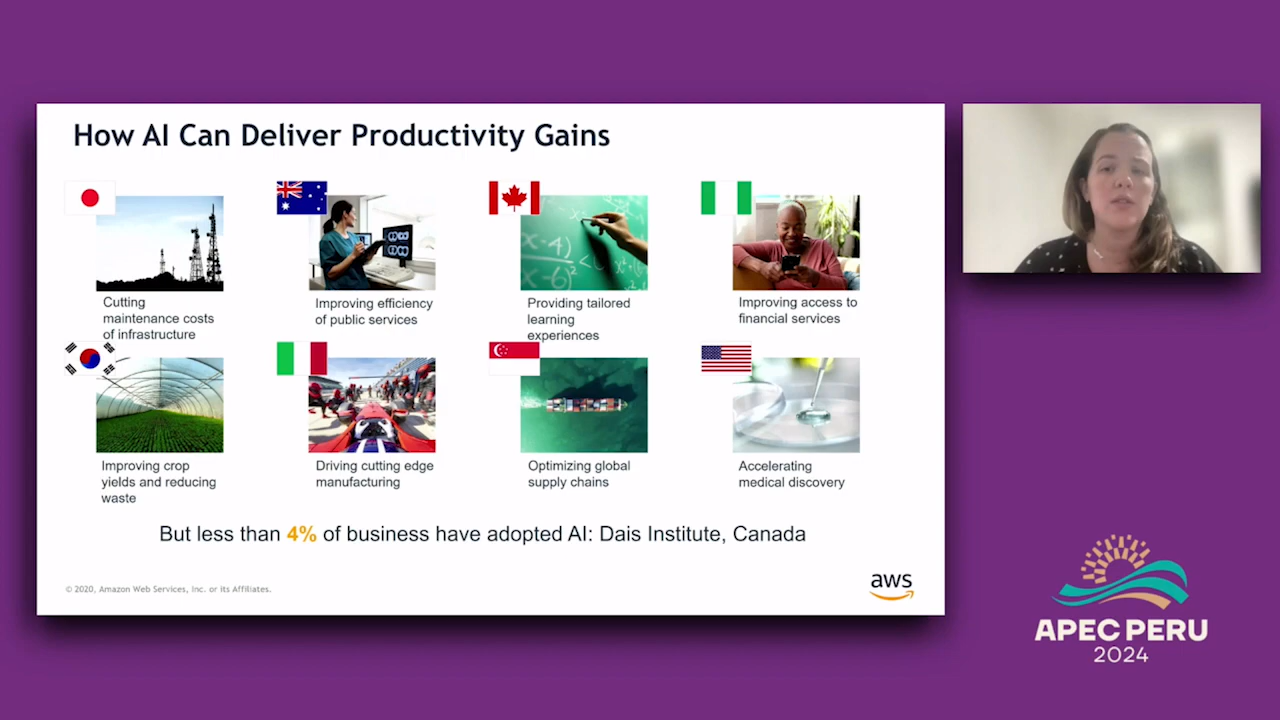 How AI Can Deliver Productivity Gains
Cutting
maintenance costs
of infrastructure
Improving efficiency
of public services
Providing tailored
learning
experiences
Improving access to
financial services
Improving crop
yields and reducing
waste
Driving cutting edge
manufacturing
Optimizing global
supply chains
Accelerating
medical discovery
But less than 4% of business have adopted AI: Dais Institute, Canada
© 2020, Amazon Web Services, Inc. or its Affiliates.
aws
APEC PERU
2024